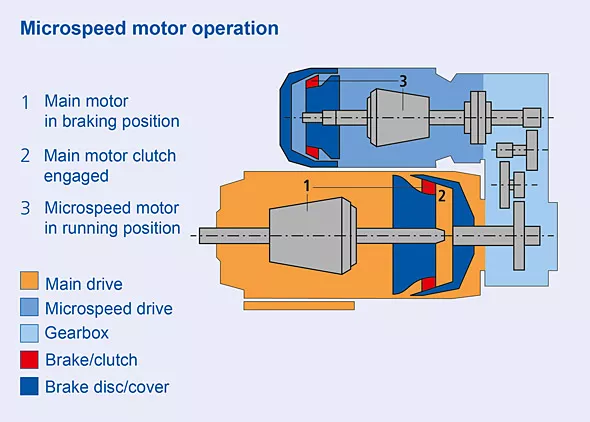 Microspeed motor operation
1 Main motor
in braking position
2 Main motor clutch
engaged
3 Microspeed motor
in running position
Main drive
Microspeed drive
Gearbox
Brake/clutch
Brake disc/cover
3
1
2